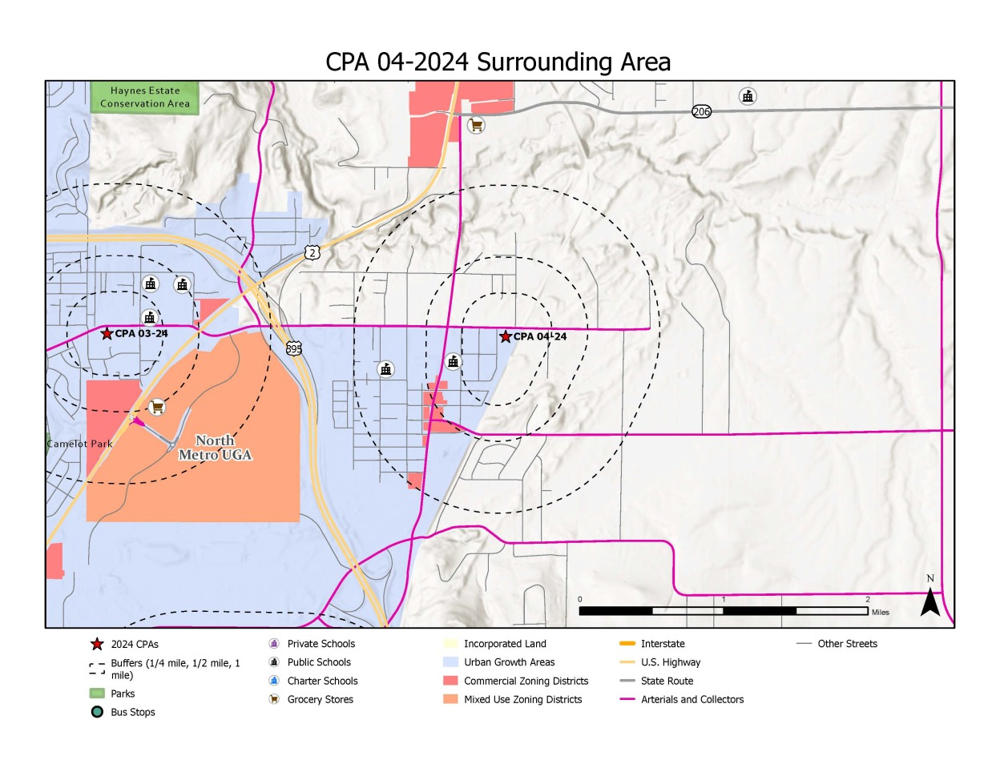 CPA 04-2024 Surrounding Area
Haynes Estate
Conservation Area
206
2
CPA 03-24
CPA 04-24
395
Camelot Park
North
Metro UGA
N
0 1 2
Miles
2024 CPAs
Buffers (1/4 mile, 1/2 mile, 1
mile)
Parks
Bus Stops
Private Schools
Public Schools
Charter Schools
Grocery Stores
Incorporated Land
Urban Growth Areas
Commercial Zoning Districts
Mixed Use Zoning Districts
Interstate
U.S. Highway
State Route
Arterials and Collectors
Other Streets